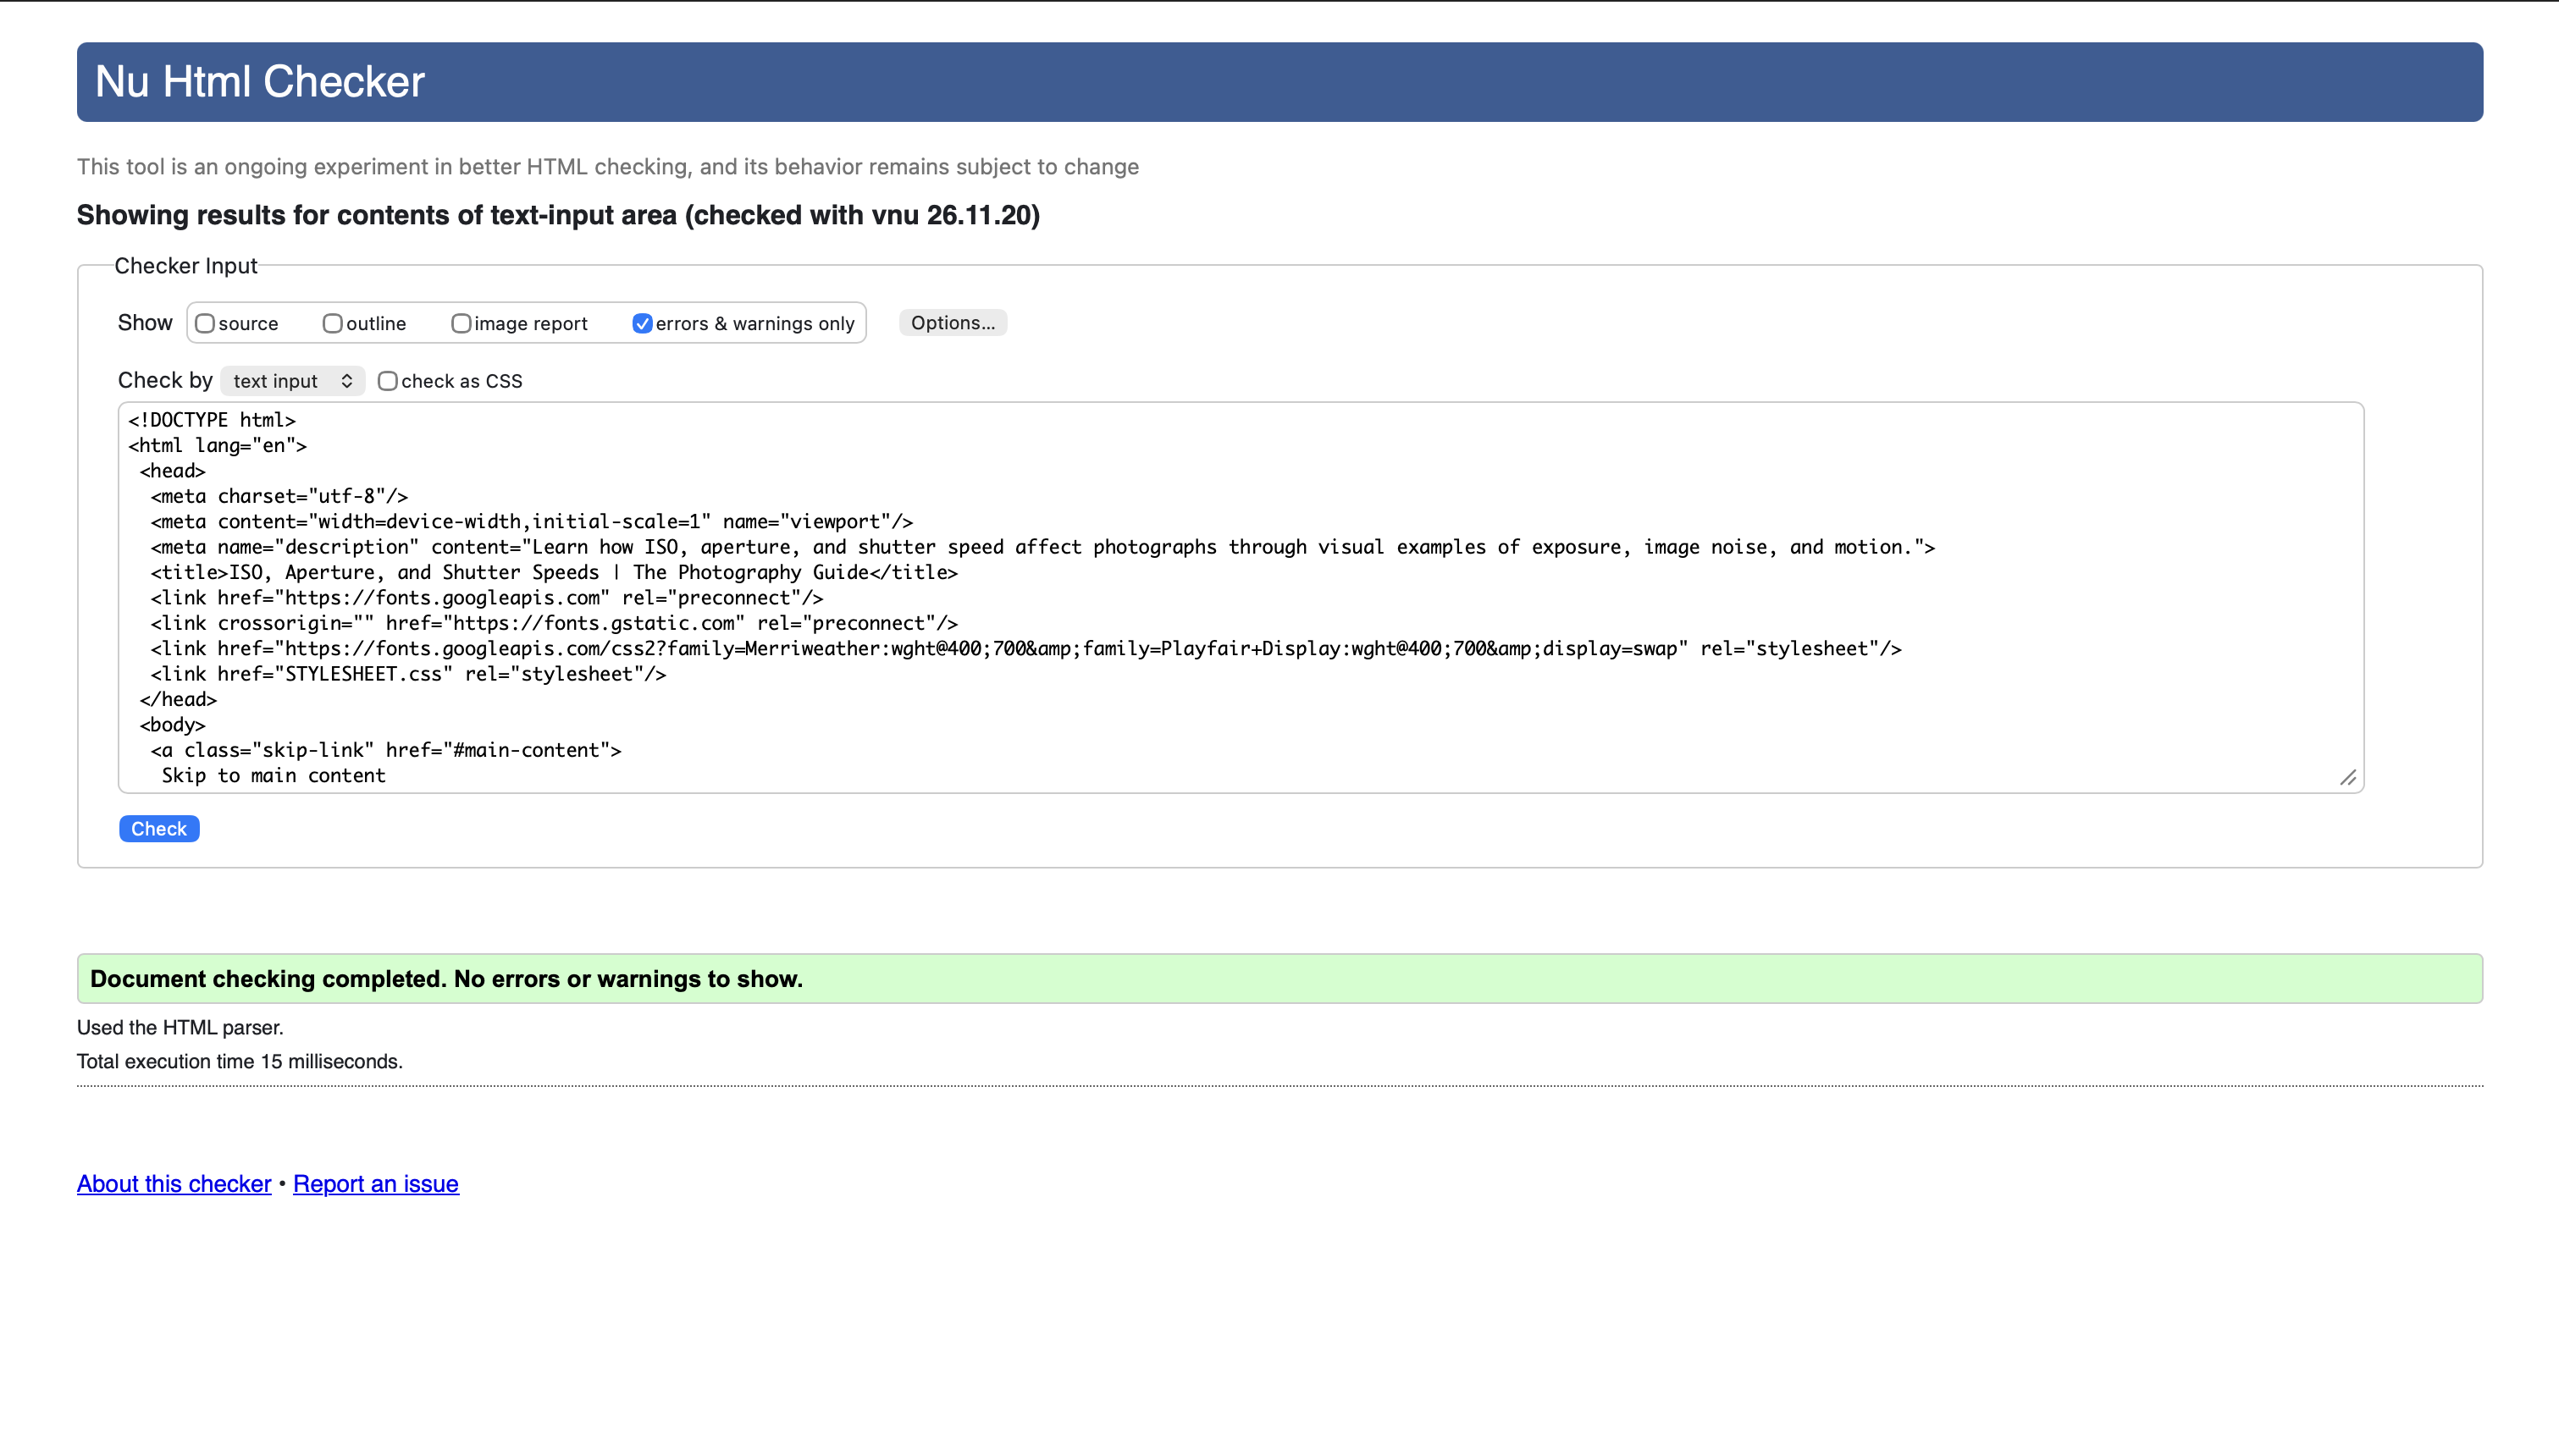 Nu Html Checker
This tool is an ongoing experiment in better HTML checking, and its behavior remains subject to change
Showing results for contents of text-input area (checked with vnu 26.11.20)
Checker Input
Show source outline image report errors & warnings only Options...
Check by text input check as CSS
<!DOCTYPE html>
<html lang="en">
<head>
<meta charset="utf-8"/>
<meta content="width=device-width,initial-scale=1" name="viewport"/>
<meta name="description" content="Learn how ISO, aperture, and shutter speed affect photographs through visual examples of exposure, image noise, and motion.">
<title>ISO, Aperture, and Shutter Speeds | The Photography Guide</title>
<link href="https://fonts.googleapis.com" rel="preconnect"/>
<link crossorigin="" href="https://fonts.gstatic.com" rel="preconnect"/>
<link href="https://fonts.googleapis.com/css2?family=Merriweather:wght@400;700&amp;family=Playfair+Display:wght@400;700&amp;display=swap" rel="stylesheet"/>
<link href="STYLESHEET.css" rel="stylesheet"/>
</head>
<body>
<a class="skip-link" href="#main-content">
Skip to main content
Check
Document checking completed. No errors or warnings to show.
Used the HTML parser.
Total execution time 15 milliseconds.
About this checker • Report an issue